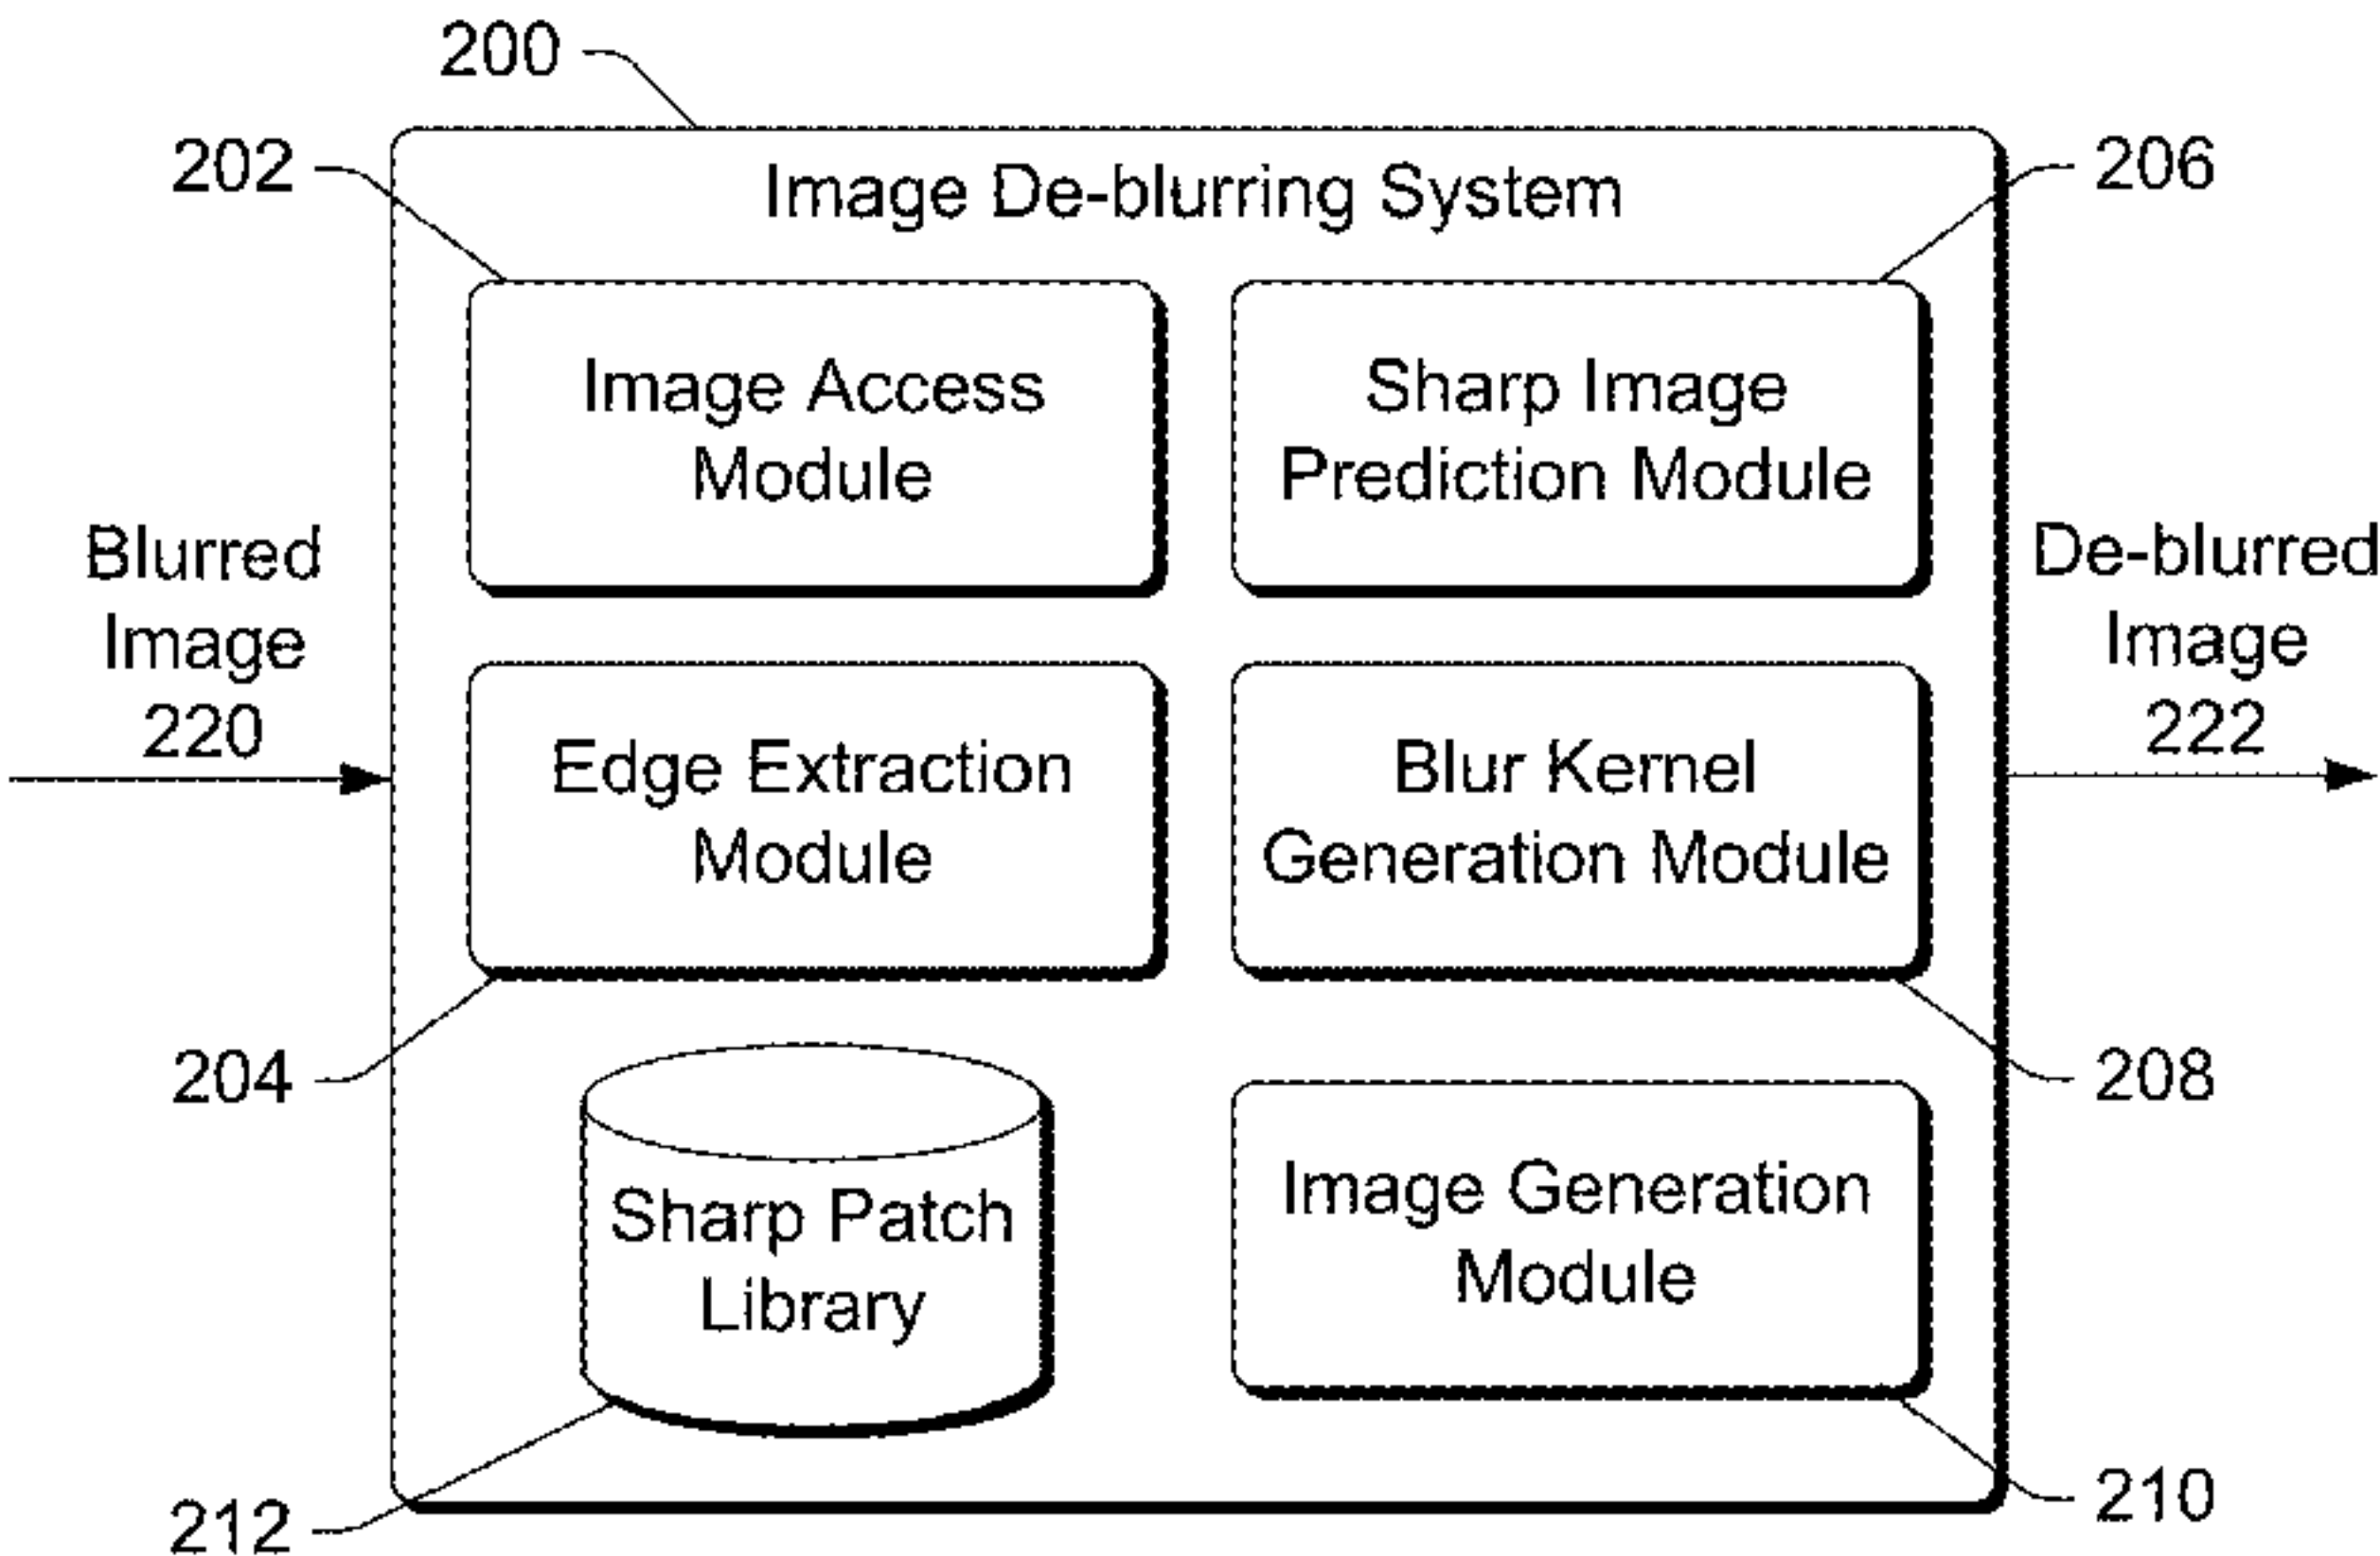 200
202
206
Image De-blurring System
Image Access
Module
Sharp Image
Prediction Module
Blurred
Image
220
De-blurred
Image
222
Edge Extraction
Module
Blur Kernel
Generation Module
204
208
Sharp Patch
Library
Image Generation
Module
212
210